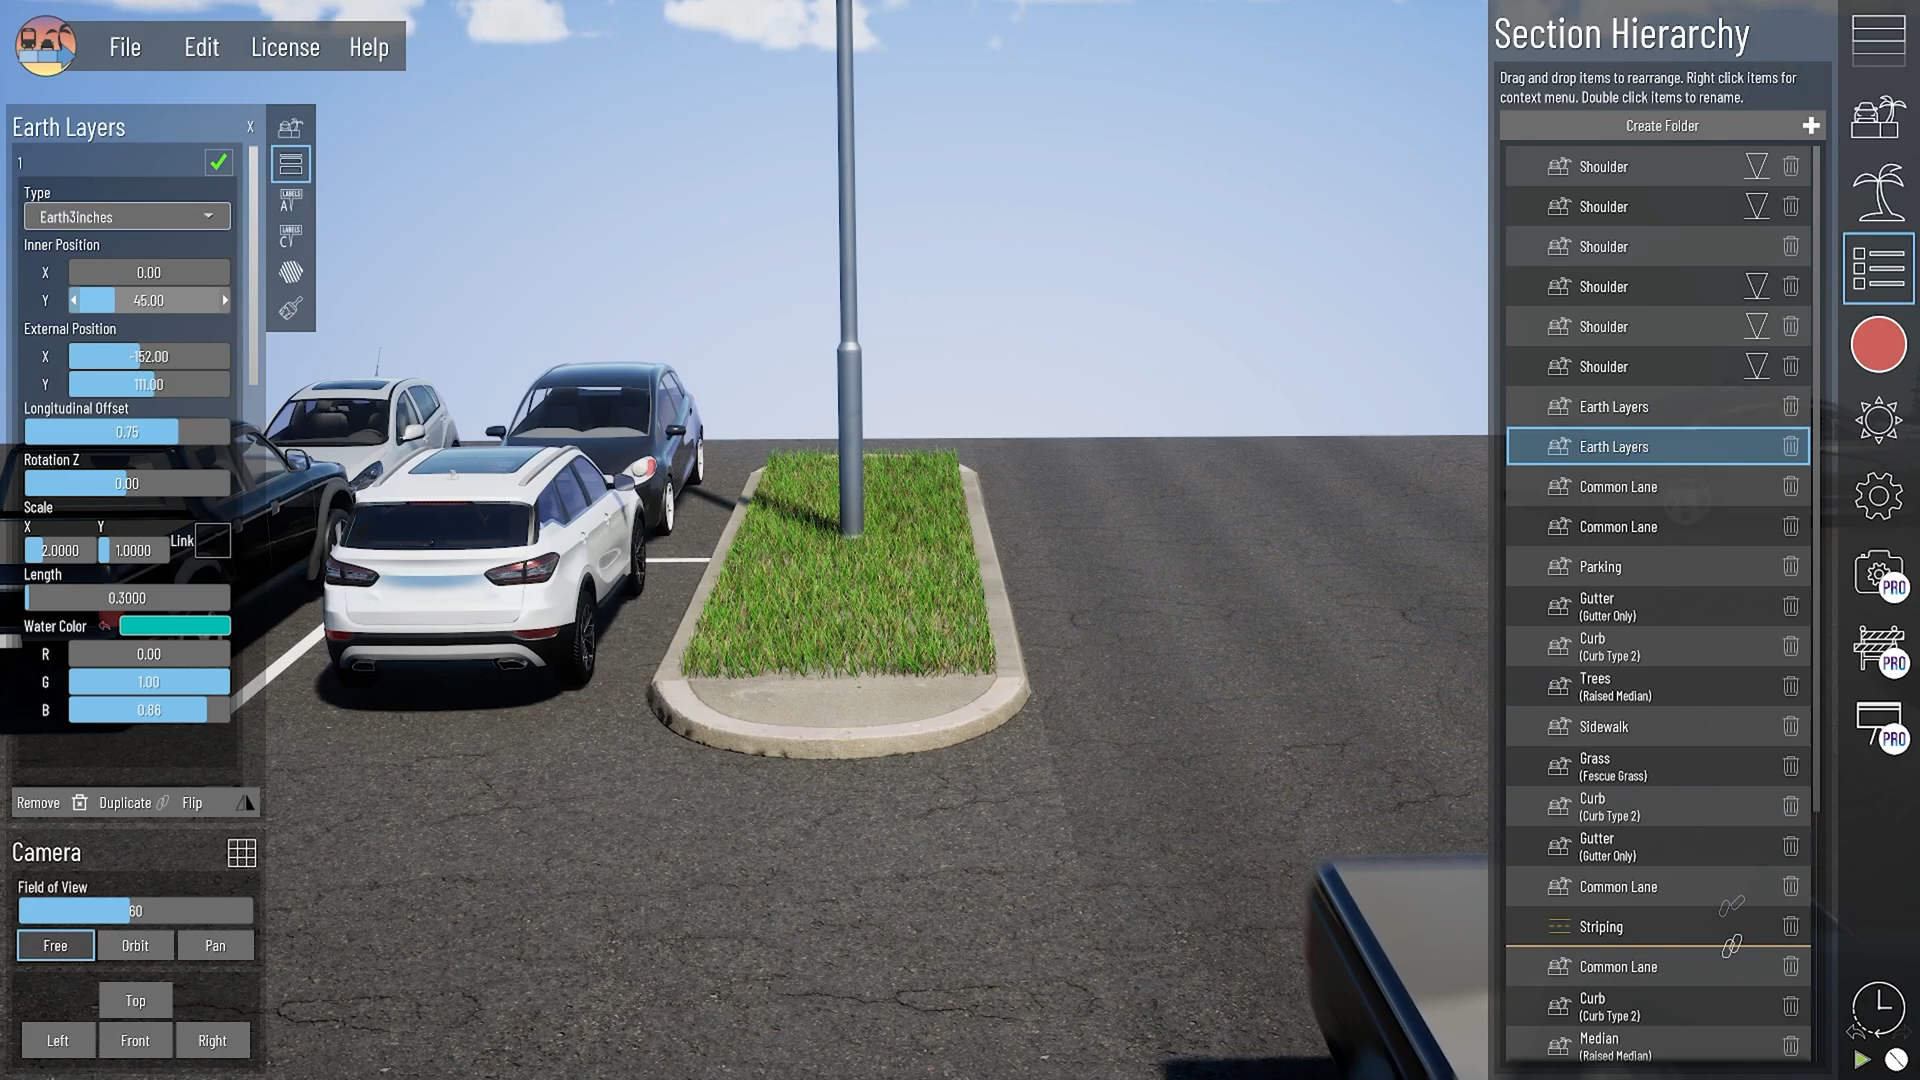 File Edit License Help
Earth Layers X
1
Type
Earth3inches
Inner Position
X 0.00
Y 45.00
External Position
X -152.00
Y 111.00
Longitudinal Offset
0.75
Rotation Z
0.00
Scale
X Y
2.0000 1.0000 Link
Length
0.3000
Water Color
R 0.00
G 1.00
B 0.86
Remove Duplicate Flip
LABELS
A
LABELS
C
Camera
Field of View
60
Free Orbit Pan
Top
Left Front Right
Section Hierarchy
Drag and drop items to rearrange. Right click items for
context menu. Double click items to rename.
Create Folder
Shoulder
Shoulder
Shoulder
Shoulder
Shoulder
Shoulder
Earth Layers
Earth Layers
Common Lane
Common Lane
Parking
Gutter
(Gutter Only)
Curb
(Curb Type 2)
Trees
(Raised Median)
Sidewalk
Grass
(Fescue Grass)
Curb
(Curb Type 2)
Gutter
(Gutter Only)
Common Lane
Striping
Common Lane
Curb
(Curb Type 2)
Median
(Raised Median)
PRO
PRO
PRO